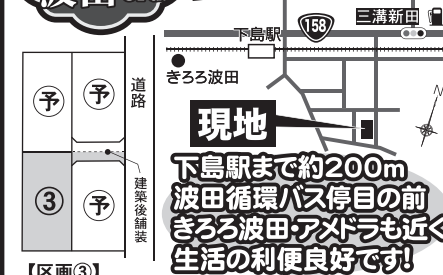 波田
158
三溝新田
下島駅
きろろ波田
N
予
予
道路
現地
③
予
建築後舗装
下島駅まで約200m
波田循環バス停目の前
きろろ波田・アメドラも近く
生活の利便良好です!
【区画③】